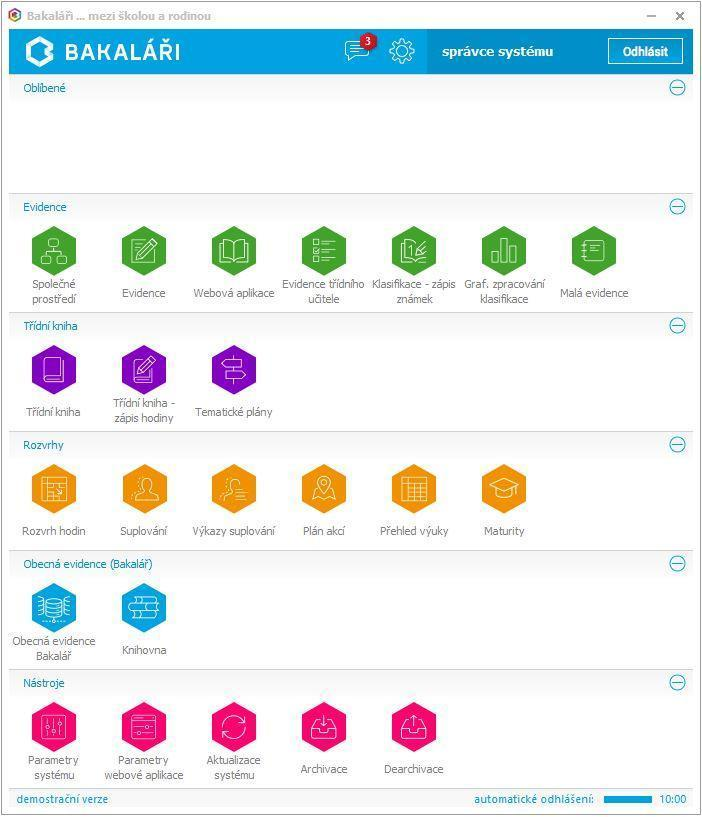 Bakaláři ... mezi školou a rodinou
BAKALÁŘI
3
správce systému
Odhlásit
Oblíbené
Evidence
Společné
prostředí
Evidence
Webová aplikace
Evidence třídního
učitele
Klasifikace - zápis
známek
Graf. zpracování
klasifikace
Malá evidence
Třídní kniha
Třídní kniha
Třídní kniha -
zápis hodiny
Tematické plány
Rozvrhy
Rozvrh hodin
Suplování
Výkazy suplování
Plán akcí
Přehled výuky
Maturity
Obecná evidence (Bakalář)
Obecná evidence
Bakalář
Knihovna
Nástroje
Parametry
systému
Parametry
webové aplikace
Aktualizace
systému
Archivace
Dearchivace
demostrační verze
automatické odhlášení:
10:00